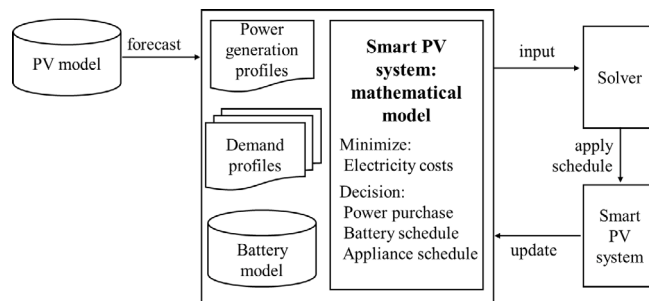 PV model
forecast
Power
generation
profiles
Demand
profiles
Battery
model
Smart PV
system:
mathematical
model
Minimize:
Electricity costs
Decision:
Power purchase
Battery schedule
Appliance schedule
input
Solver
apply
schedule
Smart
PV
system
update